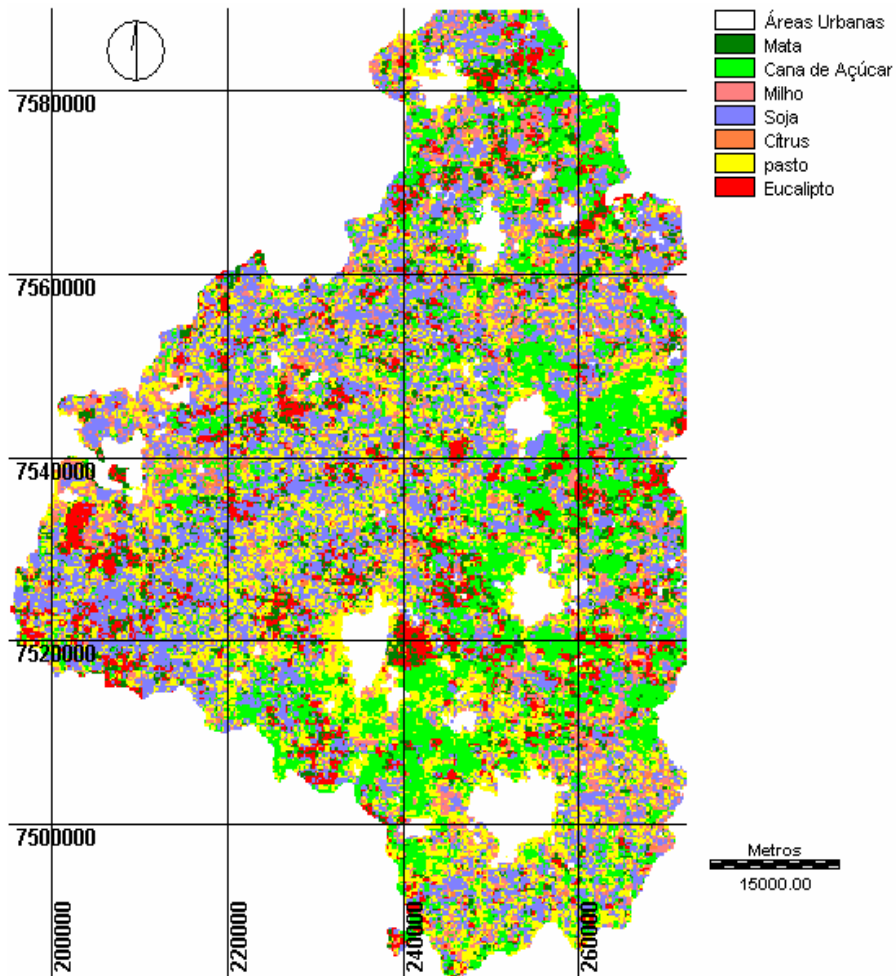 Áreas Urbanas
Mata
Cana de Açúcar
Milho
Soja
Cítrus
pasto
Eucalipto
7580000
7560000
7540000
7520000
7500000
Metros
15000.00
200000
220000
240000
260000